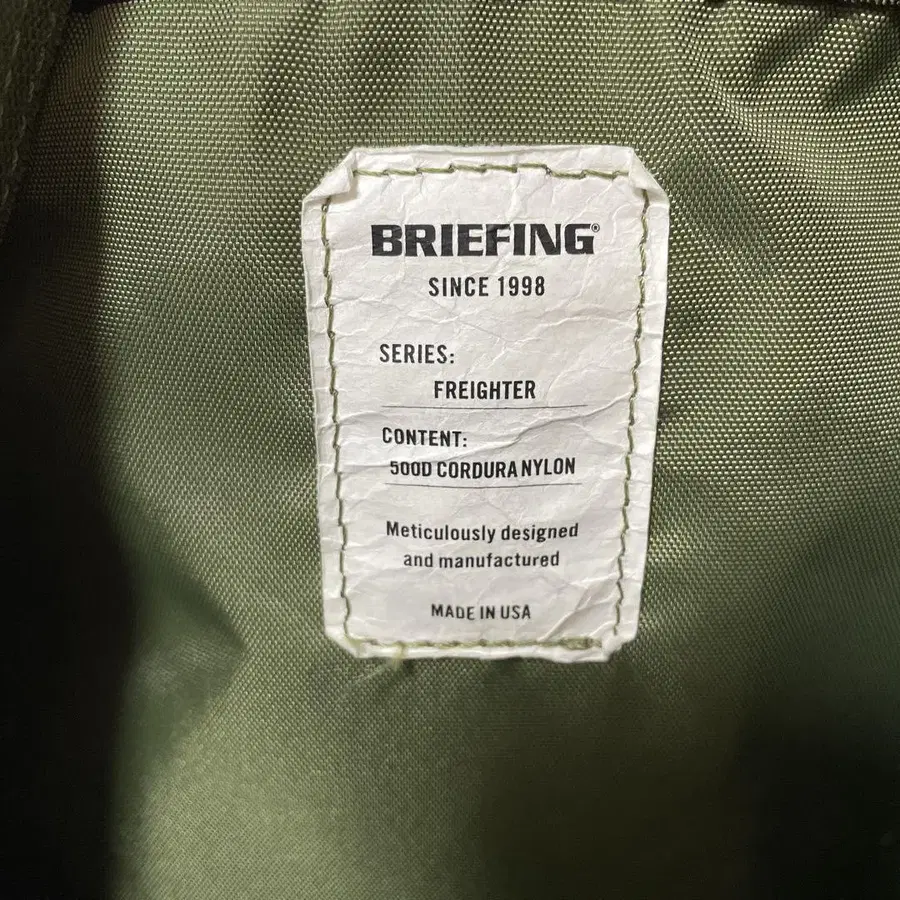 BRIEFING®
SINCE 1998
SERIES:
FREIGHTER
CONTENT:
500D CORDURA NYLON
Meticulously designed
and manufactured
MADE IN USA